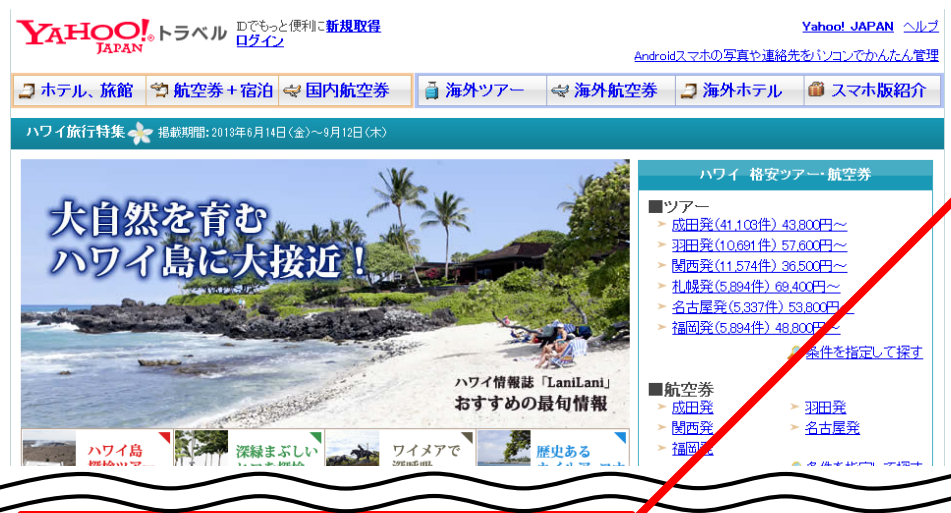 YAHOO! JAPAN トラベル
IDでもっと便利に新規取得
ログイン
Yahoo! JAPAN ヘルプ
Androidスマホの写真や連絡先をパソコンでかんたん管理
ホテル、旅館 航空券+宿泊 国内航空券 海外ツアー 海外航空券 海外ホテル スマホ版紹介
ハワイ旅行特集 掲載期間:2013年6月14日(金)~9月12日(木)
大自然を育む
ハワイ島に大接近!
ハワイ情報誌「LaniLani」
おすすめの最旬情報
ハワイ島
深緑まぶしい
ワイメアで
歴史ある
ハワイ 格安ツアー・航空券
■ツアー
成田発(41,103件) 43,800円~
羽田発(10,691件) 57,600円~
関西発(11,574件) 36,500円~
札幌発(5,894件) 69,400円~
名古屋発(5,337件) 53,800円~
福岡発(5,894件) 48,800円~
条件を指定して探す
■航空券
成田発 羽田発
関西発 名古屋発
福岡発